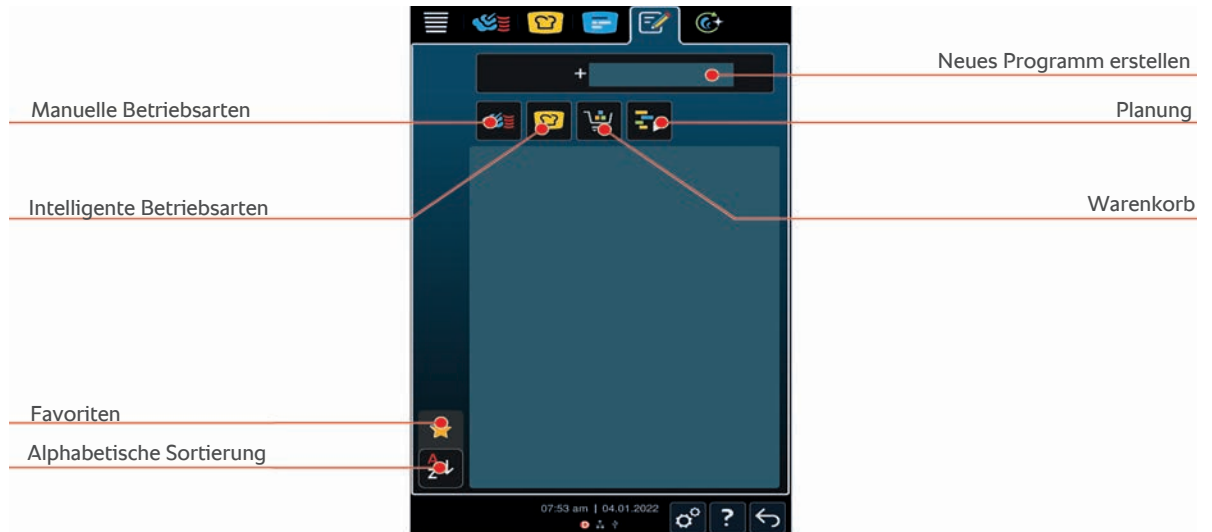 Neues Programm erstellen
Manuelle Betriebsarten
Planung
Intelligente Betriebsarten
Warenkorb
Favoriten
Alphabetische Sortierung
A
Z
07:53 am | 04.01.2022
?